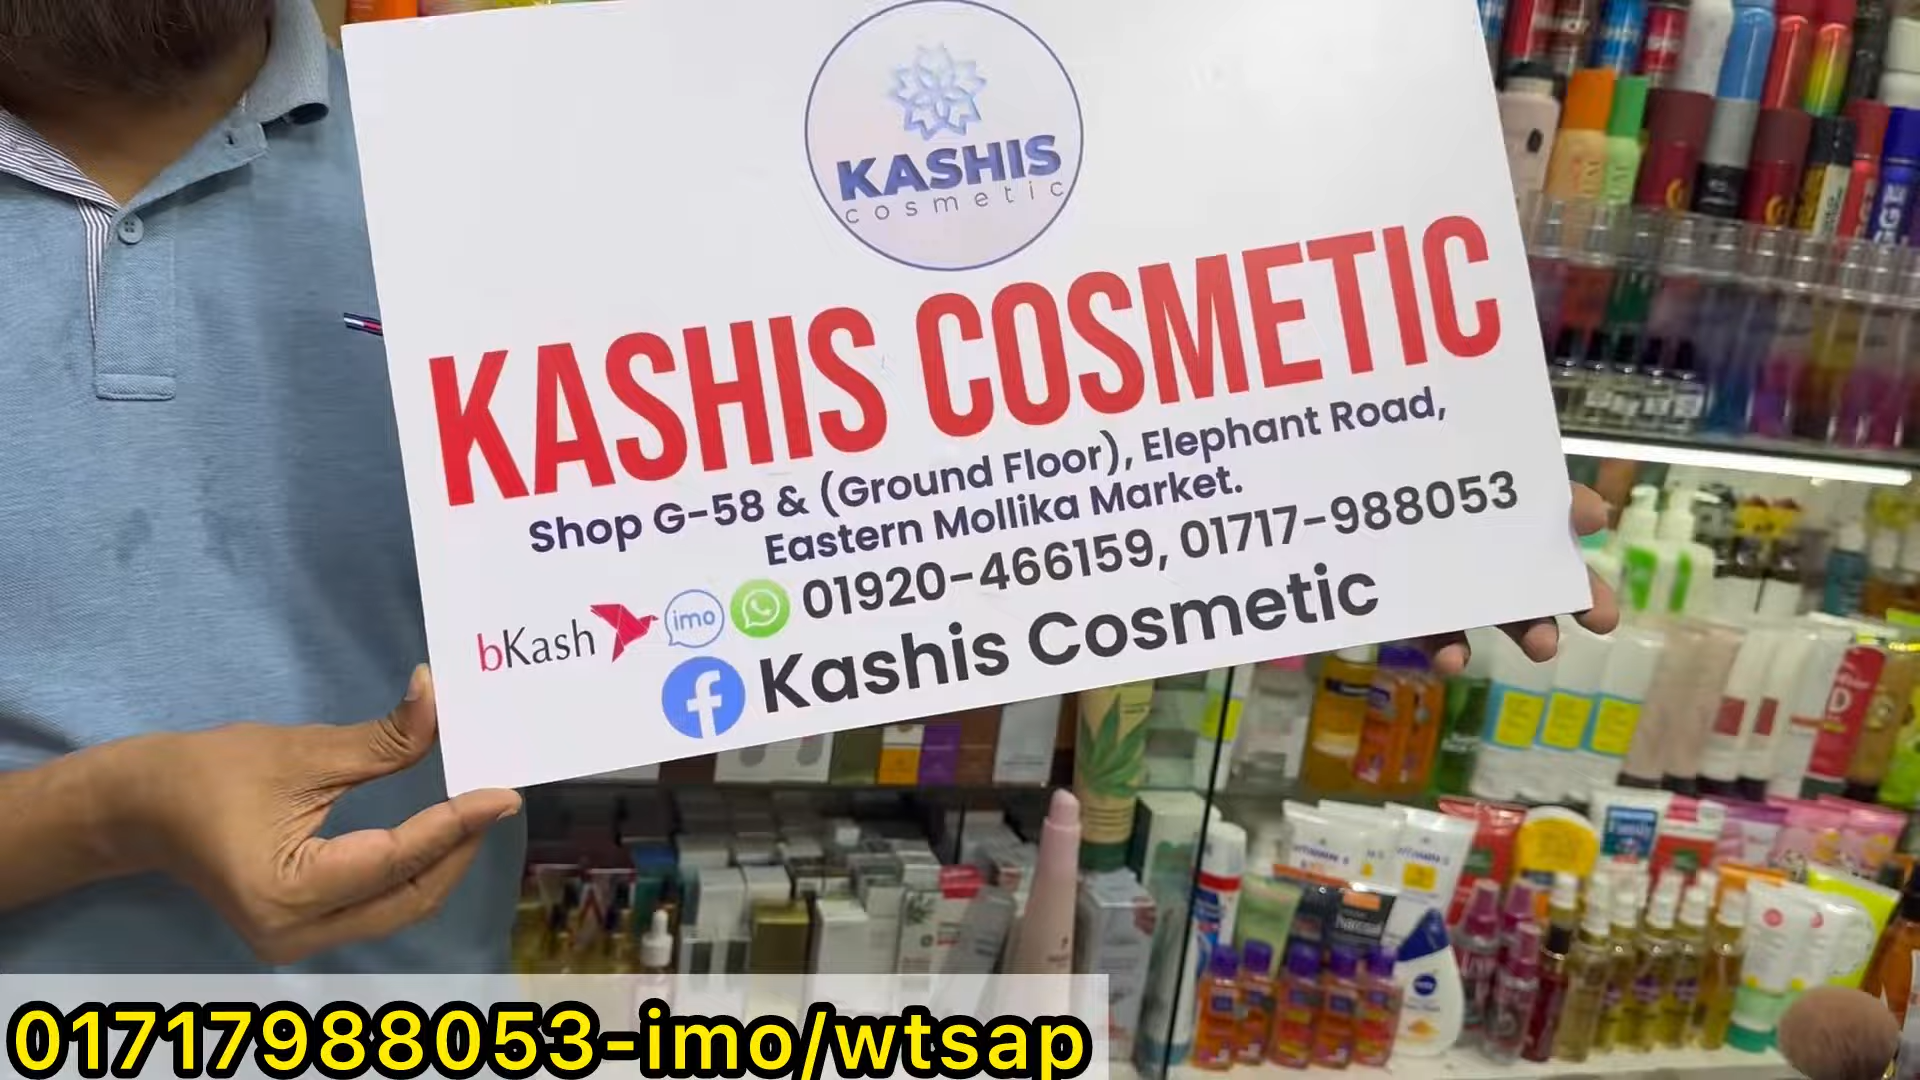 KASHIS
cosmetic
KASHIS COSMETIC
Shop G-58 & (Ground Floor), Elephant Road,
Eastern Mollika Market.
bKash imo 01920-466159, 01717-988053
Kashis Cosmetic
01717988053-imo/wtsap